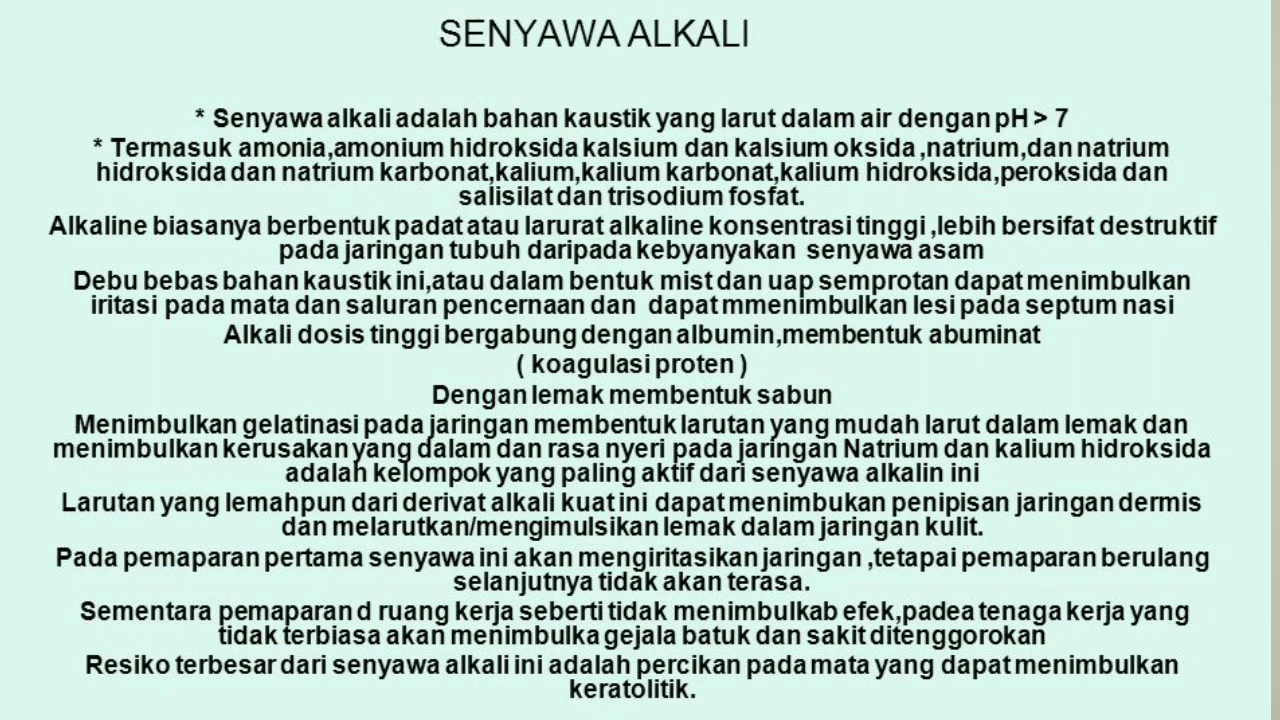 SENYAWA ALKALI
* Senyawa alkali adalah bahan kaustik yang larut dalam air dengan pH > 7
* Termasuk amonia,amonium hidroksida kalsium dan kalsium oksida ,natrium,dan natrium
hidroksida dan natrium karbonat,kalium,kalium karbonat,kalium hidroksida,peroksida dan
salisilat dan trisodium fosfat.
Alkaline biasanya berbentuk padat atau larurat alkaline konsentrasi tinggi ,lebih bersifat destruktif
pada jaringan tubuh daripada kebyanyakan senyawa asam
Debu bebas bahan kaustik ini,atau dalam bentuk mist dan uap semprotan dapat menimbulkan
iritasi pada mata dan saluran pencernaan dan dapat mmenimbulkan lesi pada septum nasi
Alkali dosis tinggi bergabung dengan albumin,membentuk abuminat
( koagulasi proten )
Dengan lemak membentuk sabun
Menimbulkan gelatinasi pada jaringan membentuk larutan yang mudah larut dalam lemak dan
menimbulkan kerusakan yang dalam dan rasa nyeri pada jaringan Natrium dan kalium hidroksida
adalah kelompok yang paling aktif dari senyawa alkalin ini
Larutan yang lemahpun dari derivat alkali kuat ini dapat menimbukan penipisan jaringan dermis
dan melarutkan/mengimulsikan lemak dalam jaringan kulit.
Pada pemaparan pertama senyawa ini akan mengiritasikan jaringan ,tetapai pemaparan berulang
selanjutnya tidak akan terasa.
Sementara pemaparan d ruang kerja seberti tidak menimbulkab efek,padea tenaga kerja yang
tidak terbiasa akan menimbulka gejala batuk dan sakit ditenggorokan
Resiko terbesar dari senyawa alkali ini adalah percikan pada mata yang dapat menimbulkan
keratolitik.